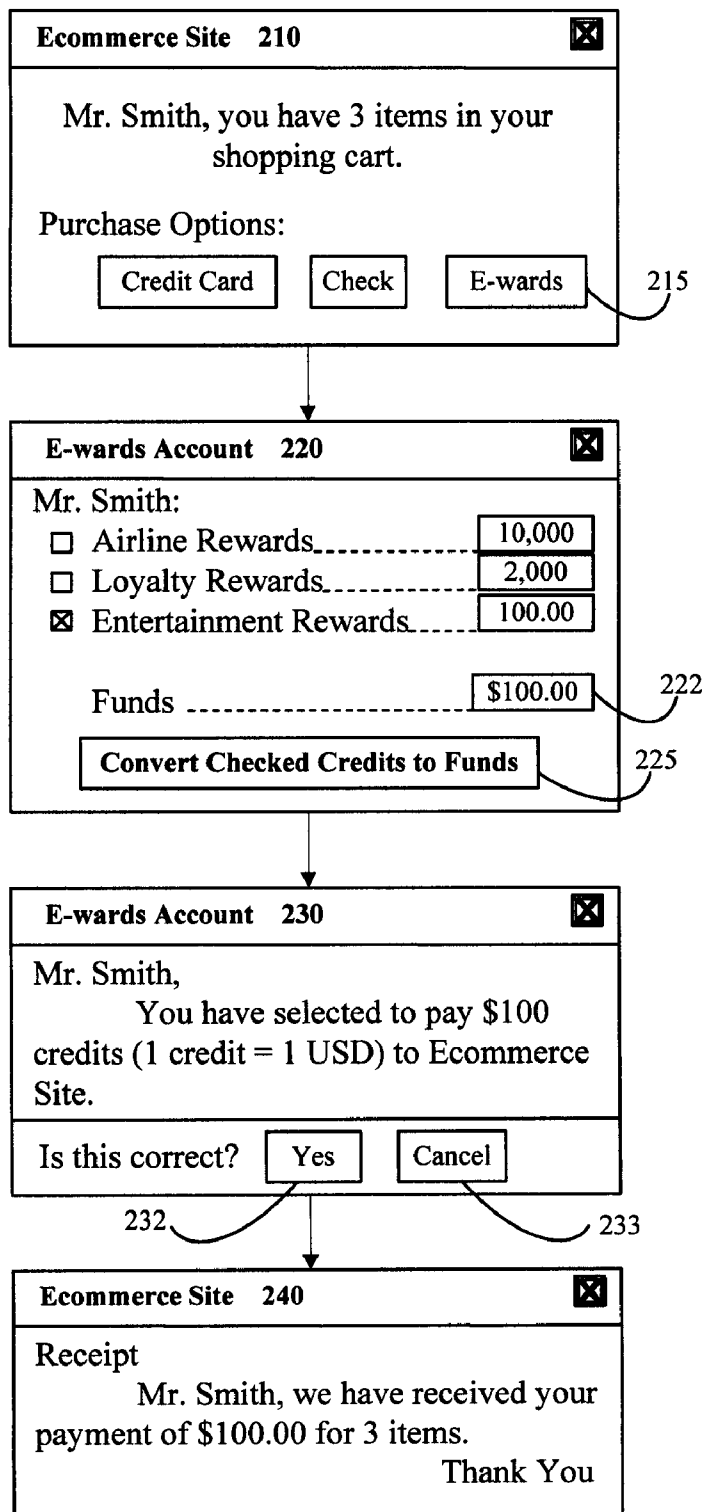 Ecommerce Site 210
Mr. Smith, you have 3 items in your
shopping cart.
Purchase Options:
Credit Card Check E-wards 215
E-wards Account 220
Mr. Smith:
Airline Rewards 10,000
Loyalty Rewards 2,000
Entertainment Rewards 100.00
Funds $100.00 222
Convert Checked Credits to Funds 225
E-wards Account 230
Mr. Smith,
You have selected to pay $100
credits (1 credit = 1 USD) to Ecommerce
Site.
Is this correct? Yes Cancel
232 233
Ecommerce Site 240
Receipt
Mr. Smith, we have received your
payment of $100.00 for 3 items.
Thank You